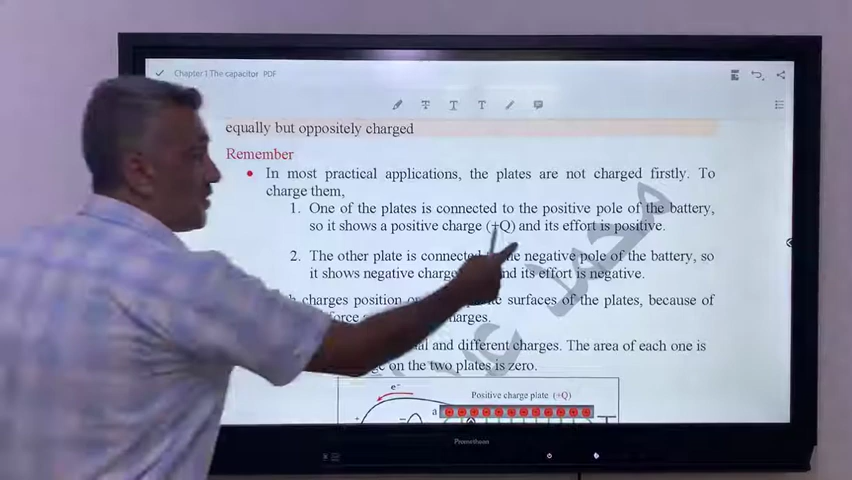 Chapter 1 The capacitor PDF
equally but oppositely charged
Remember
• In most practical applications, the plates are not charged firstly. To
charge them,
1. One of the plates is connected to the positive pole of the battery,
so it shows a positive charge (+Q) and its effort is positive.
2. The other plate is connected negative pole of the battery, so
it shows negative charge and its effort is negative.
charges position surfaces of the plates, because of
force
and different charges. The area of each one is
on the two plates is zero.
e⁻
Positive charge plate (+Q)
+
a
Promethean